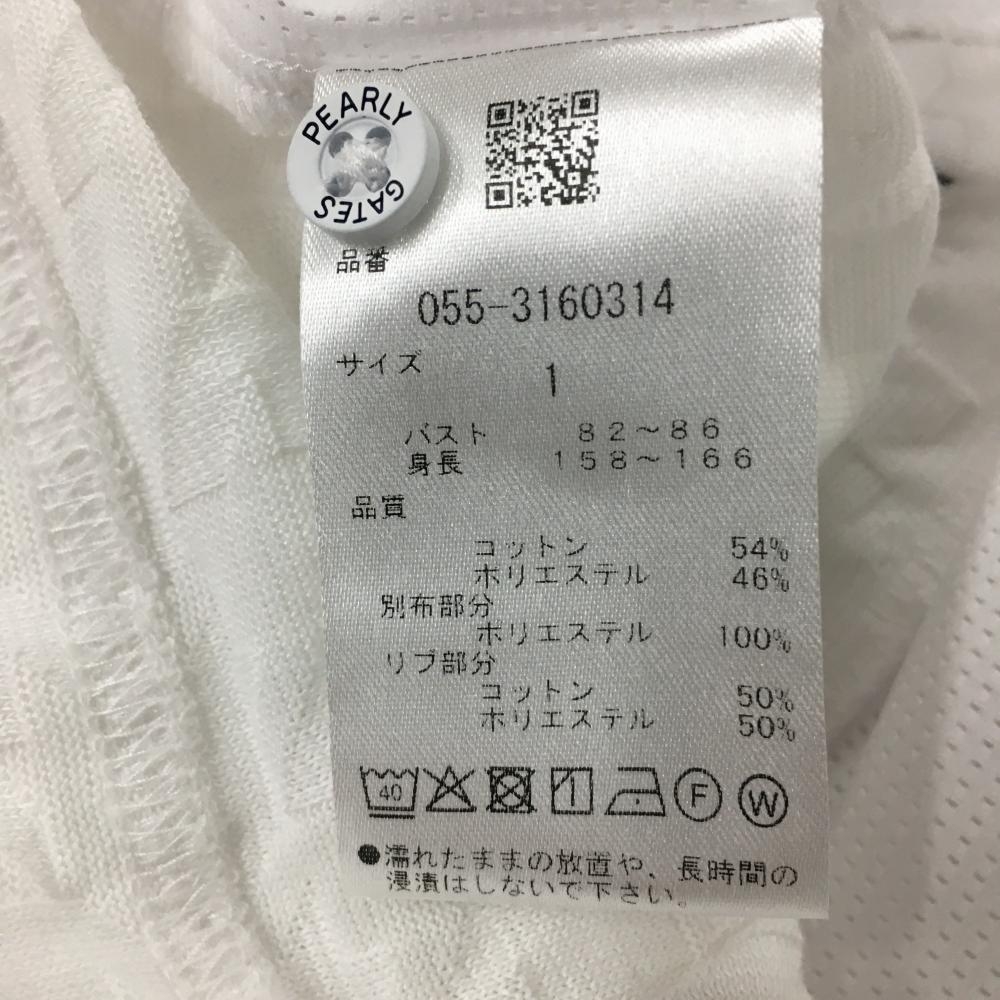 PEARLY
GATES
品番
055-3160314
サイズ
1
バスト 82~86
身長 158~166
品質
コットン 54%
ポリエステル 46%
別布部分
ポリエステル 100%
リブ部分
コットン 50%
ポリエステル 50%
40
F
W
●濡れたままの放置や、長時間の
浸漬はしないで下さい。